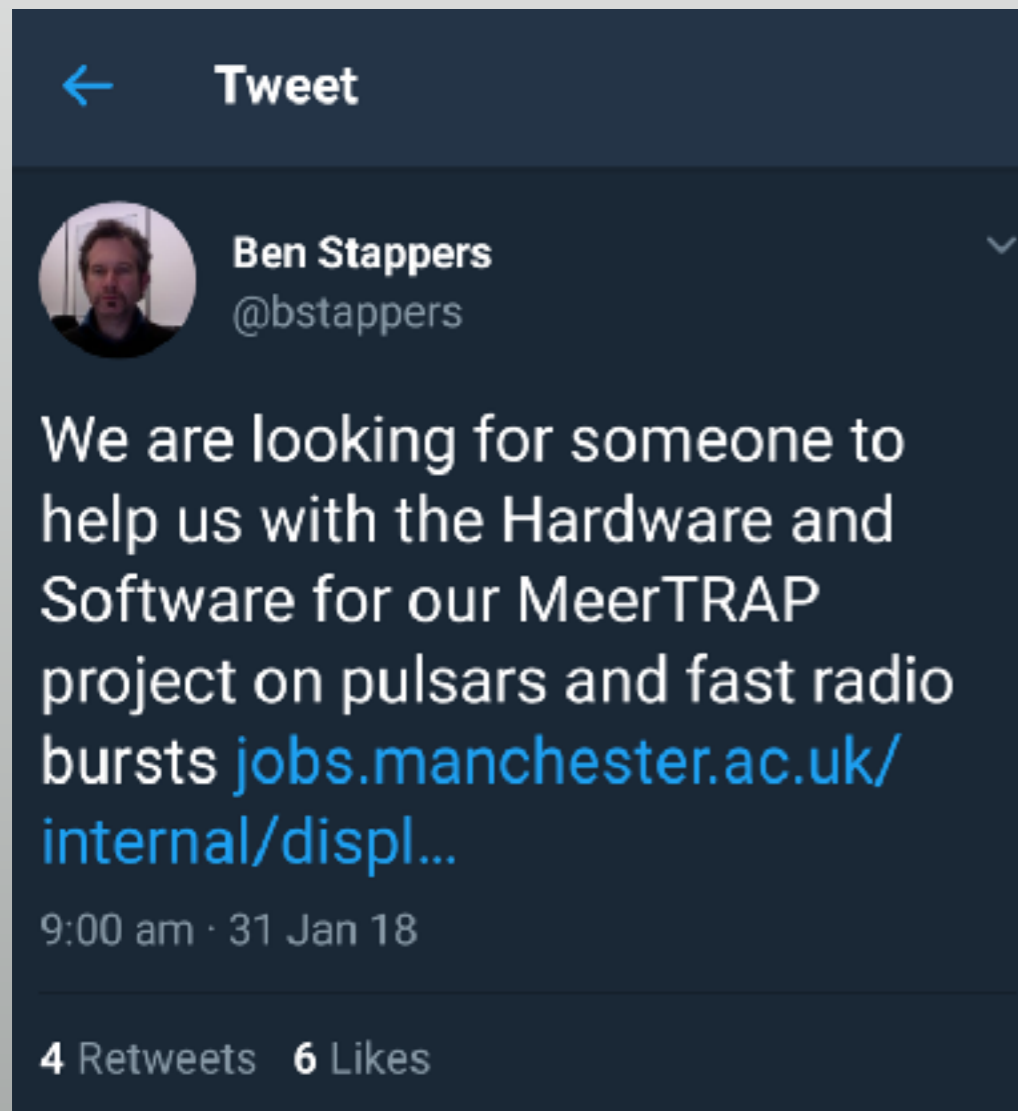 Tweet
Ben Stappers
@bstappers
We are looking for someone to
help us with the Hardware and
Software for our MeerTRAP
project on pulsars and fast radio
bursts jobs.manchester.ac.uk/
internal/displ...
9:00 am · 31 Jan 18
4 Retweets 6 Likes